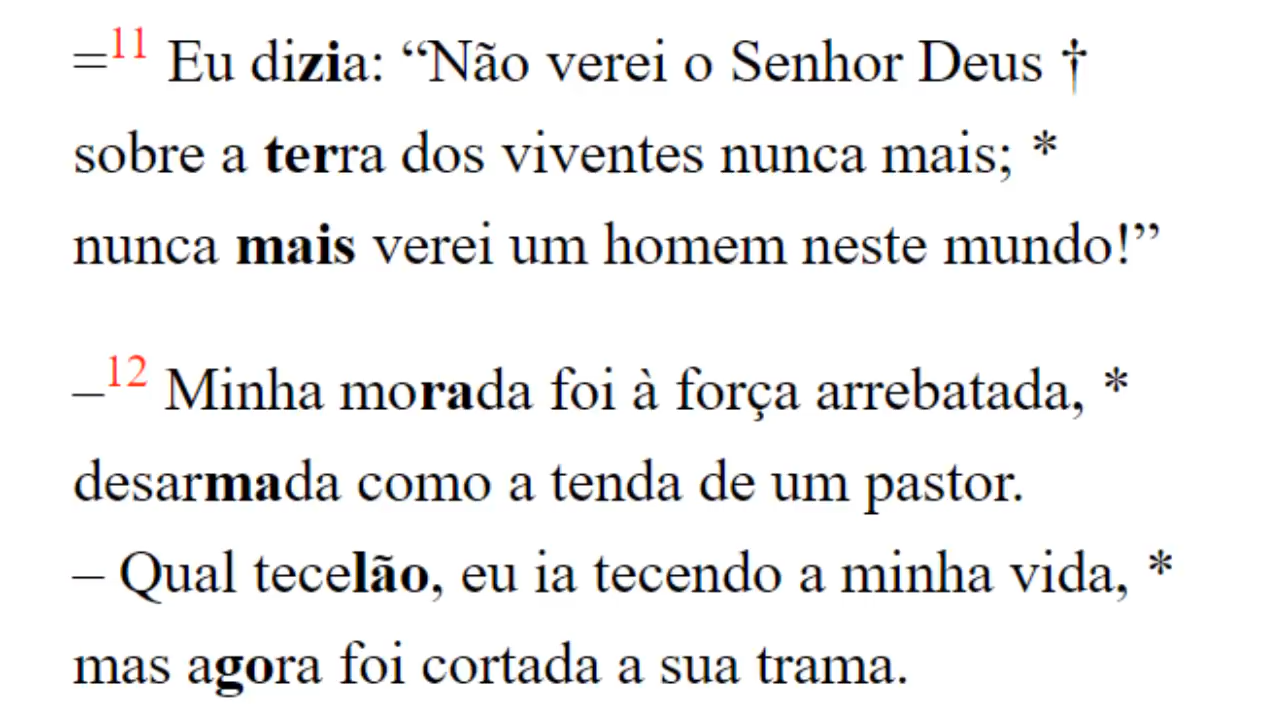 =11 Eu dizia: “Não verei o Senhor Deus †
sobre a terra dos viventes nunca mais; *
nunca mais verei um homem neste mundo!”
–12 Minha morada foi à força arrebatada, *
desarmada como a tenda de um pastor.
– Qual tecelão, eu ia tecendo a minha vida, *
mas agora foi cortada a sua trama.